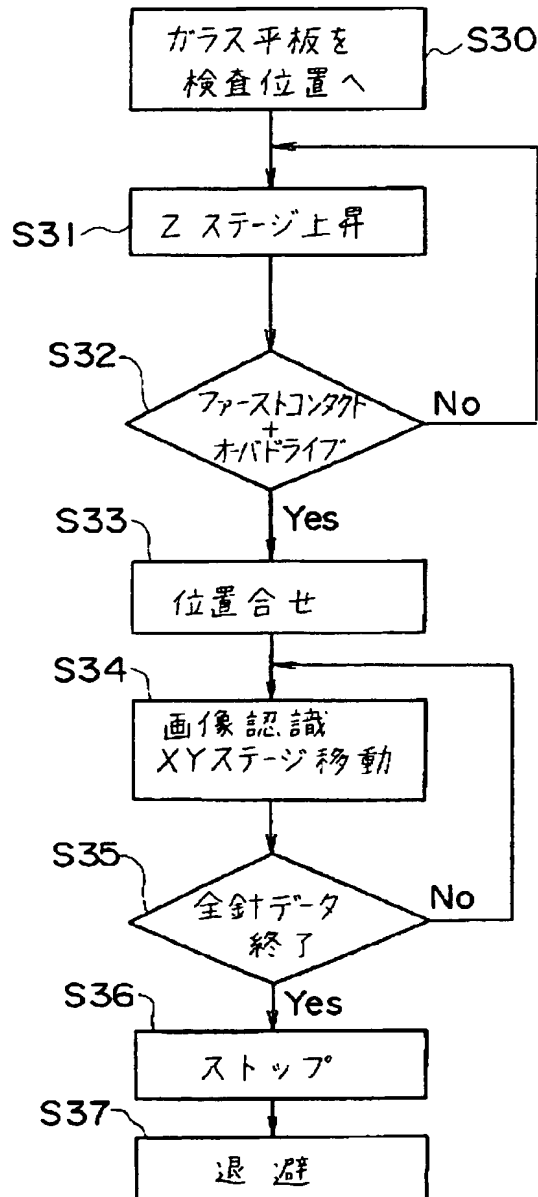 ガラス平板を
検査位置へ
S30
Z ステージ上昇
S31
S32
ファーストコンタクト
+
オーバドライブ
No
Yes
S33
位置合せ
S34
画像認識
XYステージ移動
S35
全針データ
終了
No
Yes
S36
ストップ
S37
退避